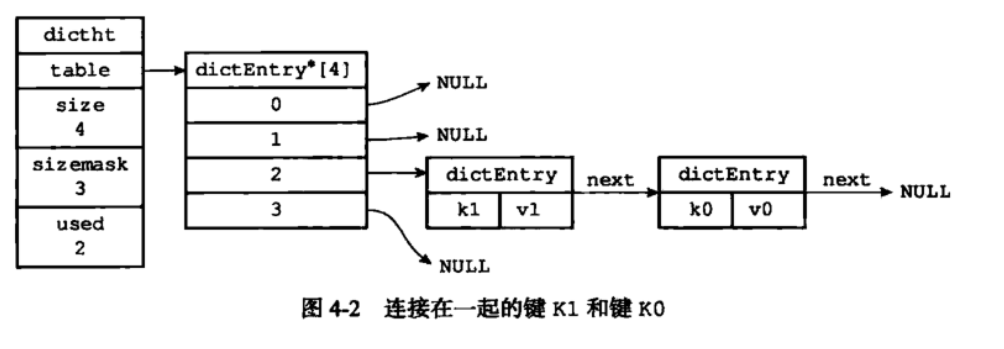 dictht
table
size
4
sizemask
3
used
2
dictEntry*[4]
0
1
2
3
NULL
NULL
dictEntry
k1 v1
next
dictEntry
k0 v0
next
NULL
NULL
图 4-2 连接在一起的键 K1 和键 K0